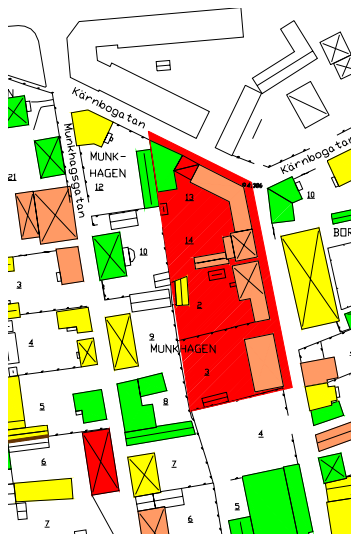 N
Kärnbogatan
Munkhagsgatan
MUNK-
HAGEN
Kärnbogatan
21
12
13
10
BOR
14
10
3
2
4
9
MUNKHAGEN
3
5
8
4
6
7
5
7
6